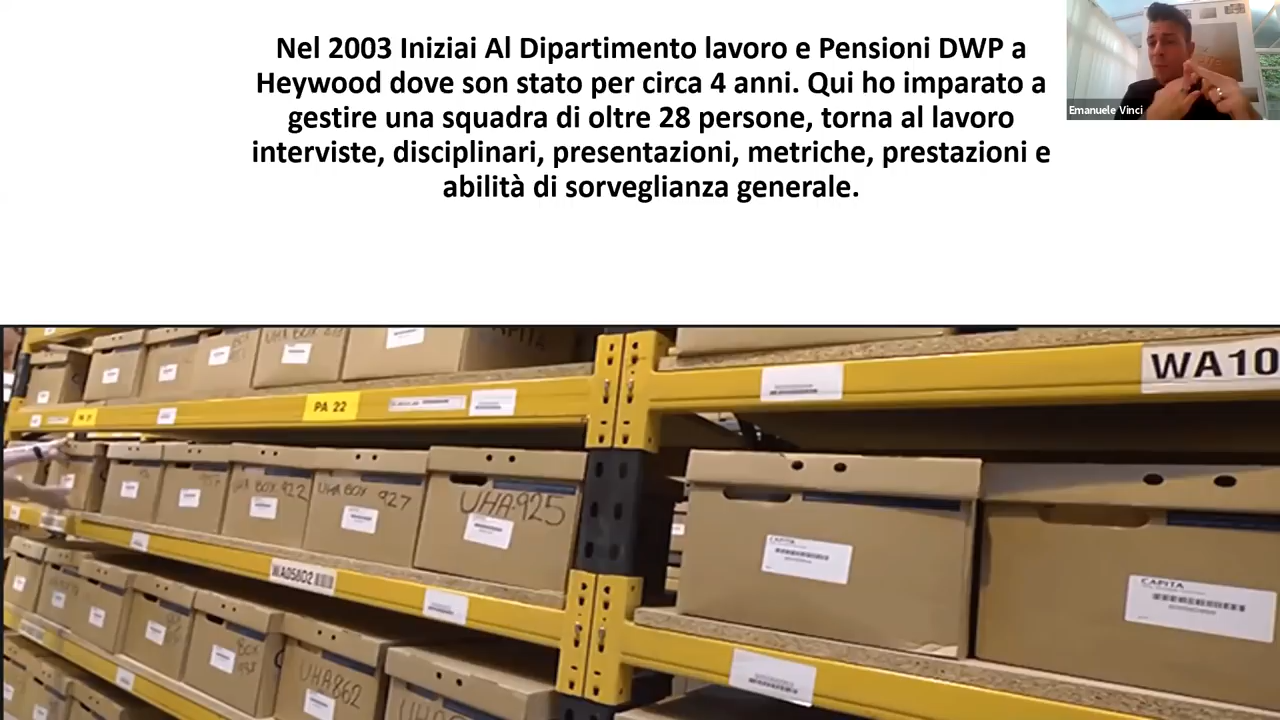 Nel 2003 Iniziai Al Dipartimento lavoro e Pensioni DWP a
Heywood dove son stato per circa 4 anni. Qui ho imparato a
gestire una squadra di oltre 28 persone, torna al lavoro
interviste, disciplinari, presentazioni, metriche, prestazioni e
abilità di sorveglianza generale.
Emanuele Vinci
WA10
PA 22
UHA BOX 922
UHA BOX 927
UHA-925
CAPITA
CAPITA
WA05802
UHA862